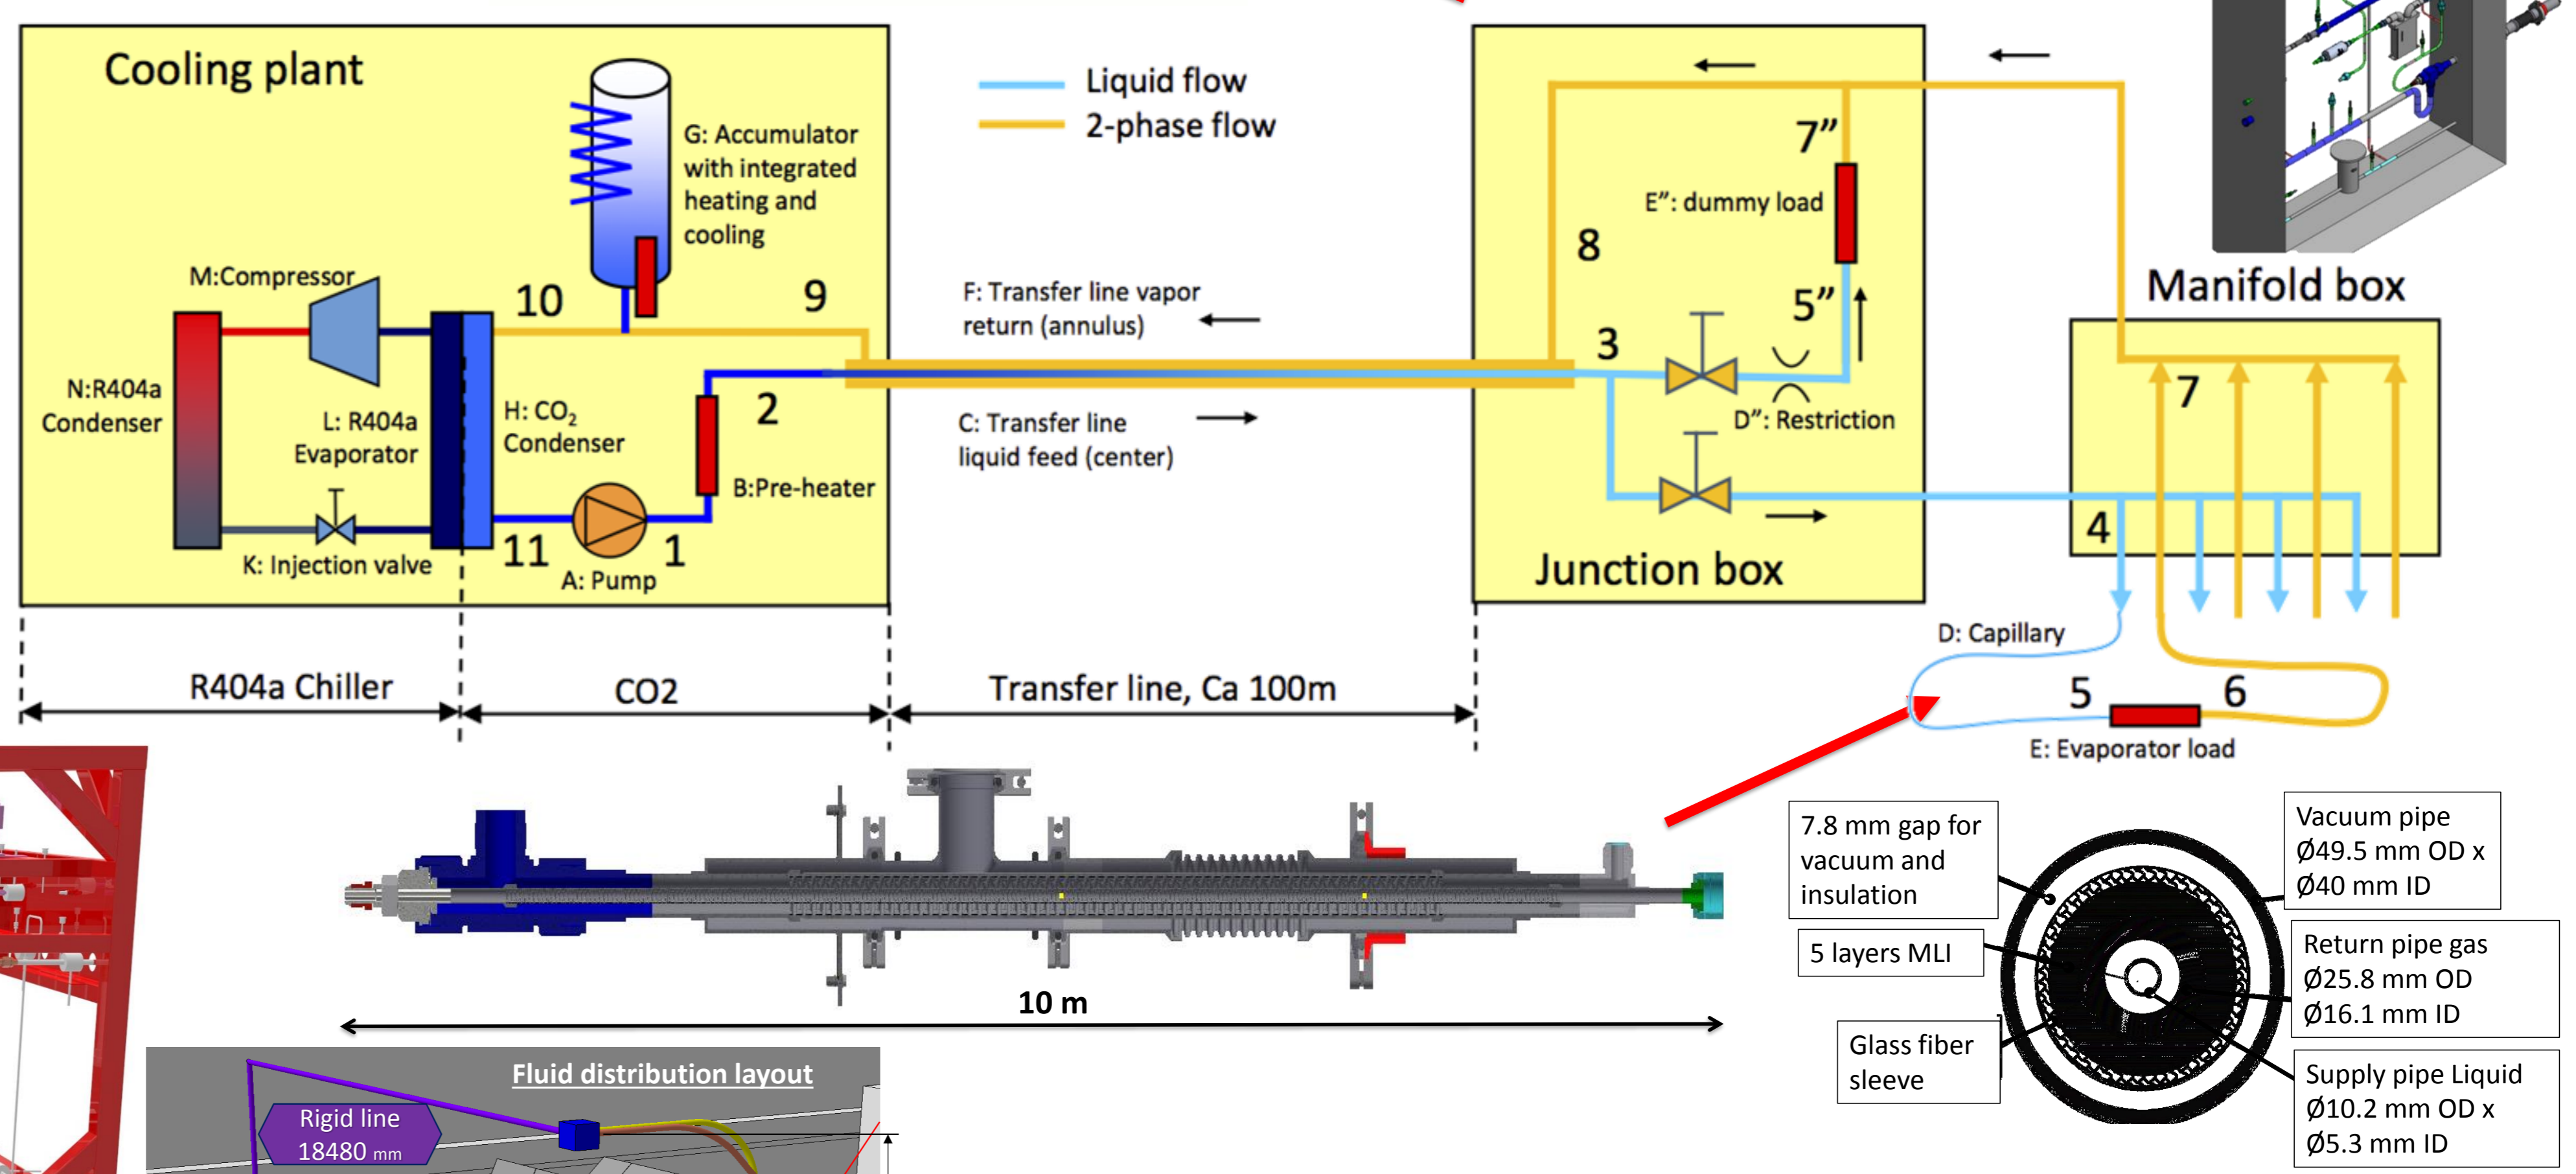 Cooling plant
G: Accumulator
with integrated
heating and
cooling
M:Compressor
10
9
N:R404a
Condenser
L: R404a
Evaporator
H: CO₂
Condenser
2
B:Pre-heater
K: Injection valve
11
A: Pump
1
Liquid flow
2-phase flow
F: Transfer line vapor
return (annulus)
C: Transfer line
liquid feed (center)
7”
E”: dummy load
8
5”
3
D”: Restriction
Junction box
Manifold box
7
4
D: Capillary
5
6
E: Evaporator load
R404a Chiller
CO2
Transfer line, Ca 100m
10 m
7.8 mm gap for
vacuum and
insulation
5 layers MLI
Glass fiber
sleeve
Vacuum pipe
Ø49.5 mm OD x
Ø40 mm ID
Return pipe gas
Ø25.8 mm OD
Ø16.1 mm ID
Supply pipe Liquid
Ø10.2 mm OD x
Ø5.3 mm ID
Fluid distribution layout
Rigid line
18480 mm